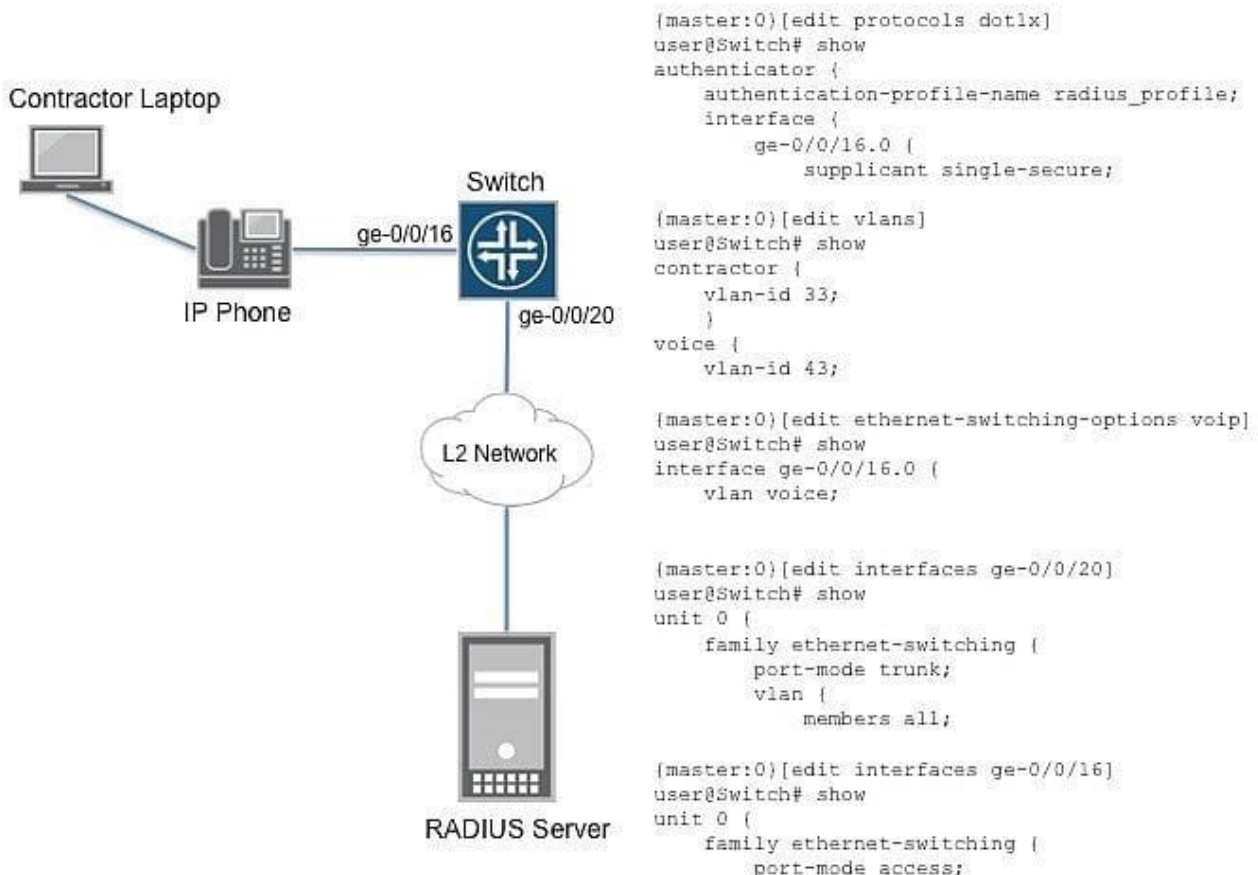 Contractor Laptop
IP Phone
ge-0/0/16
Switch
ge-0/0/20
L2 Network
RADIUS Server
{master:0}[edit protocols dot1x]
user@Switch# show
authenticator {
authentication-profile-name radius_profile;
interface {
ge-0/0/16.0 {
supplicant single-secure;
{master:0}[edit vlans]
user@Switch# show
contractor {
vlan-id 33;
}
voice {
vlan-id 43;
{master:0}[edit ethernet-switching-options voip]
user@Switch# show
interface ge-0/0/16.0 {
vlan voice;
{master:0}[edit interfaces ge-0/0/20]
user@Switch# show
unit 0 {
family ethernet-switching {
port-mode trunk;
vlan {
members all;
{master:0}[edit interfaces ge-0/0/16]
user@Switch# show
unit 0 {
family ethernet-switching {
port-mode access;